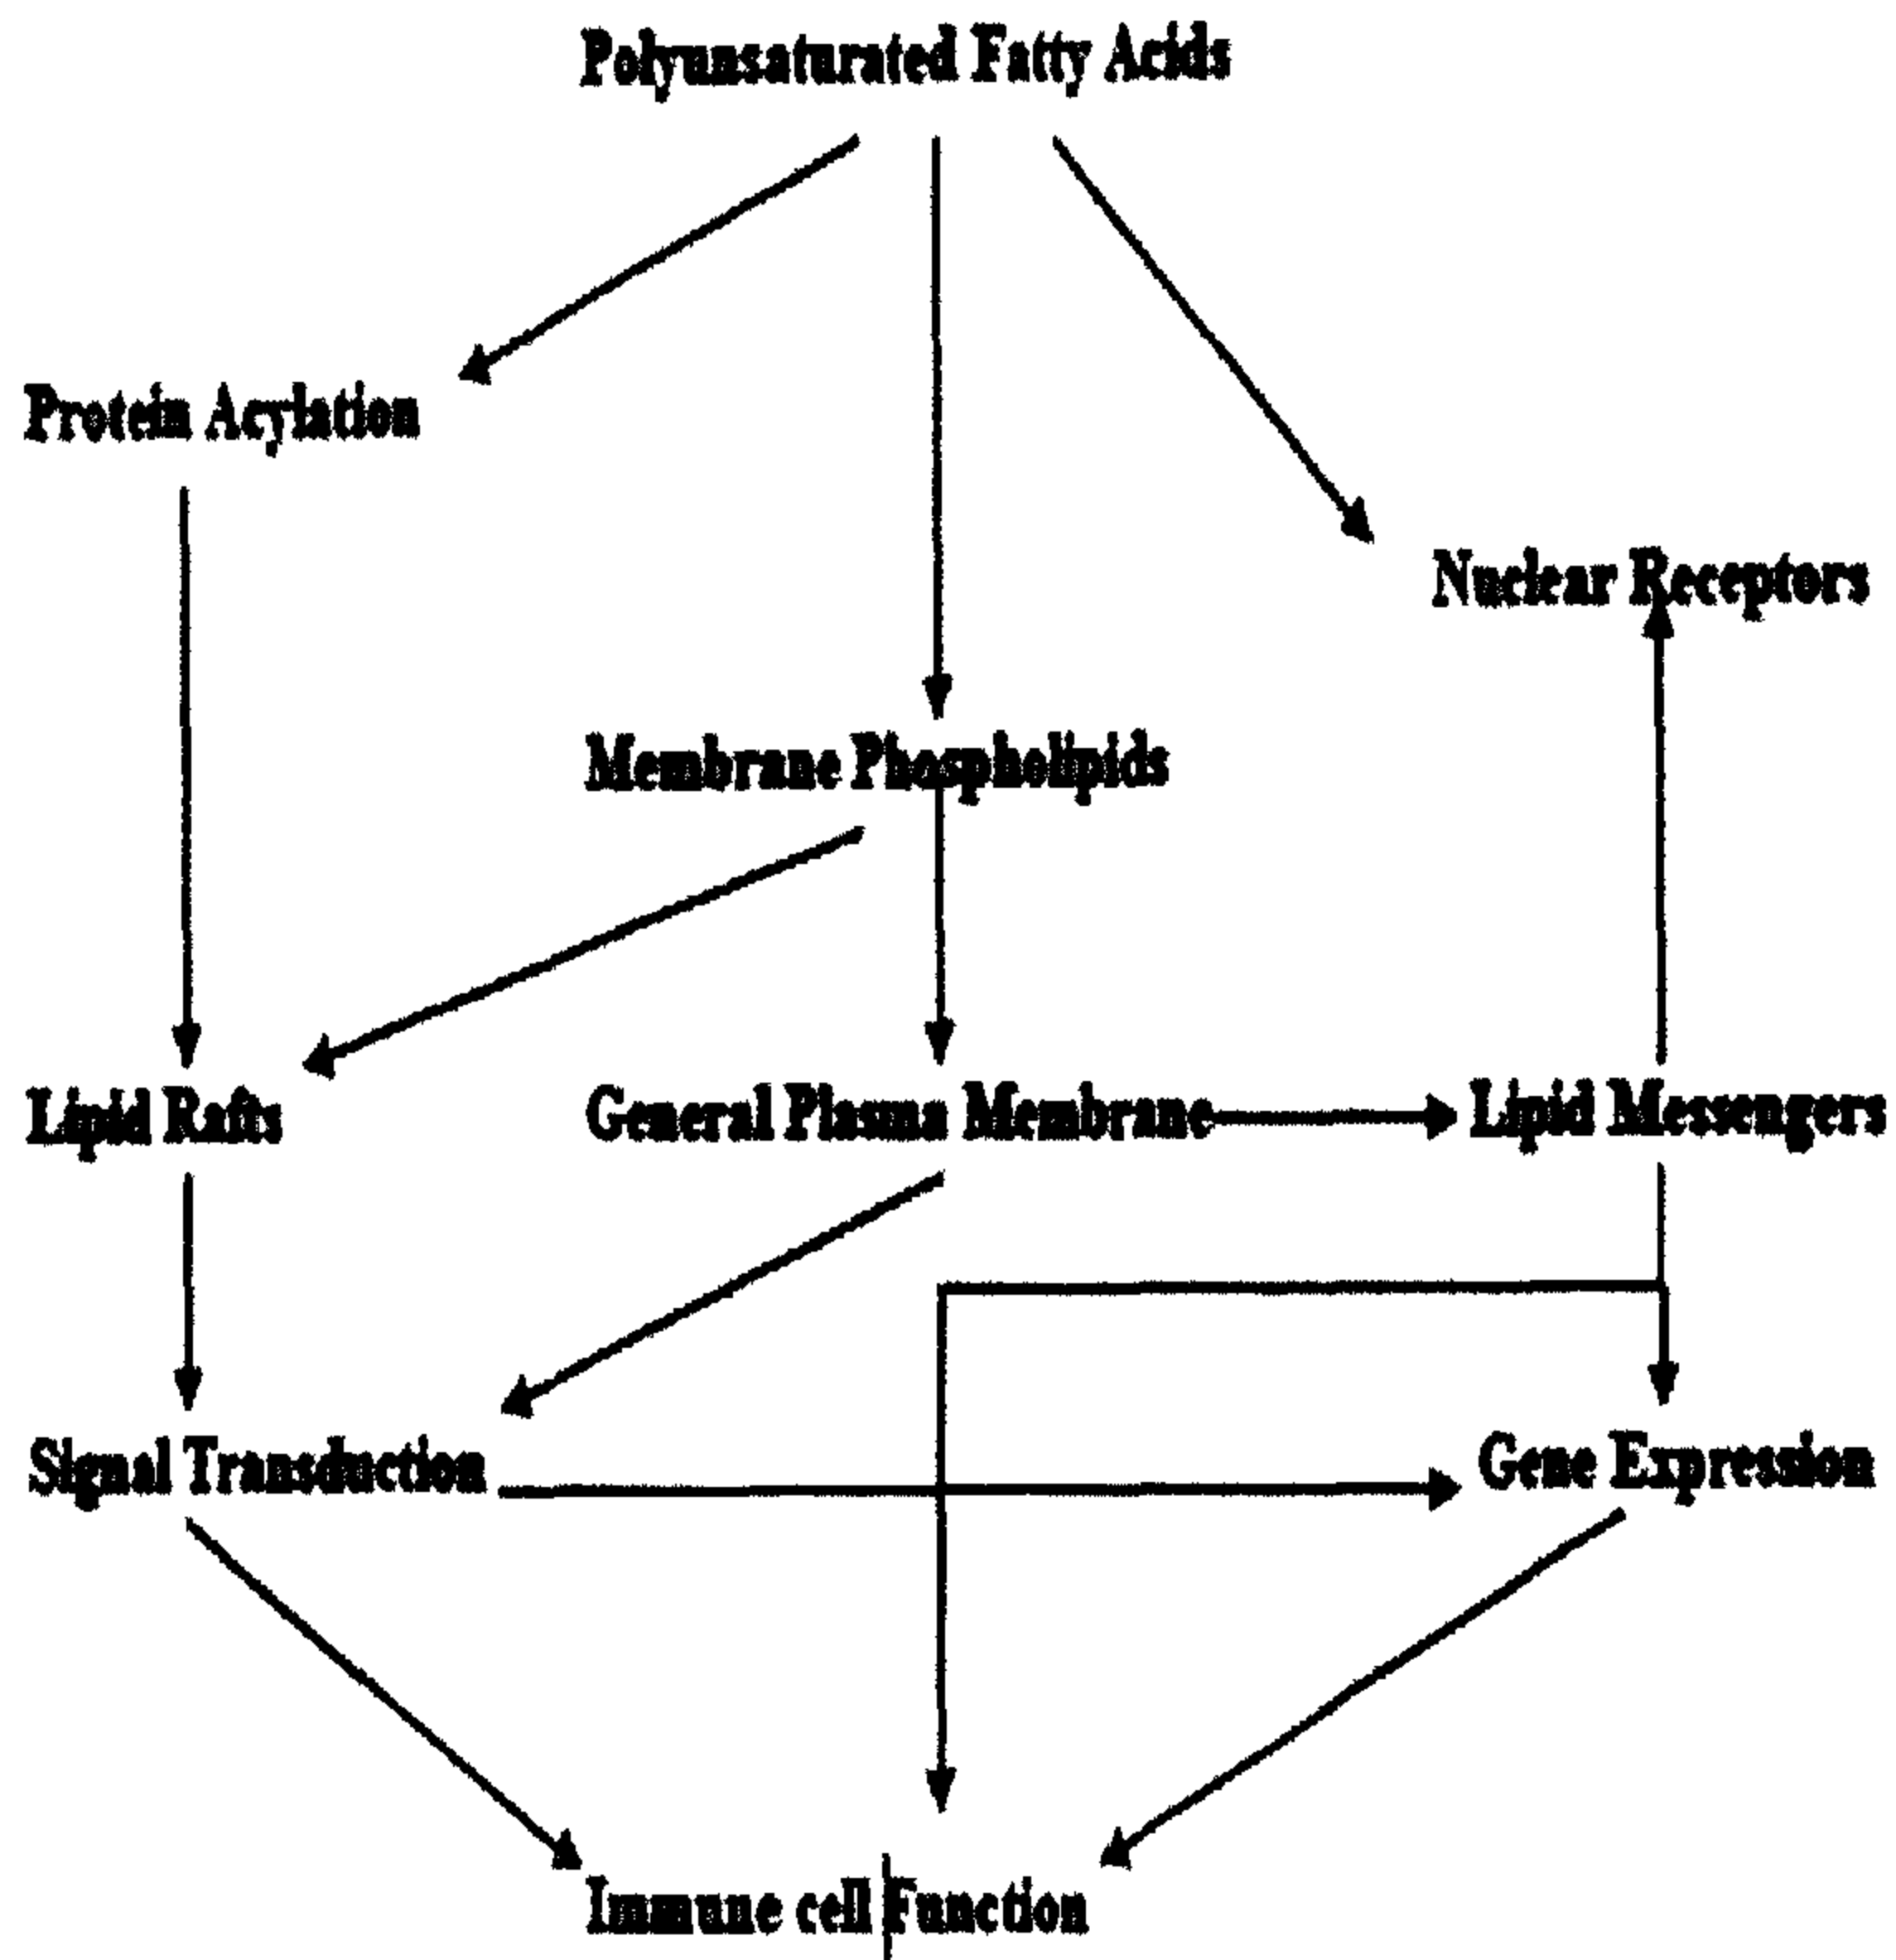 Polyunsaturated Fatty Acids
Protein Acylation
Nuclear Receptors
Membrane Phospholipids
Lipid Rafts
General Plasma Membrane
Lipid Messengers
Signal Transduction
Gene Expression
Immune cell Function